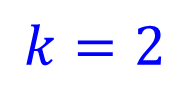 k = 2